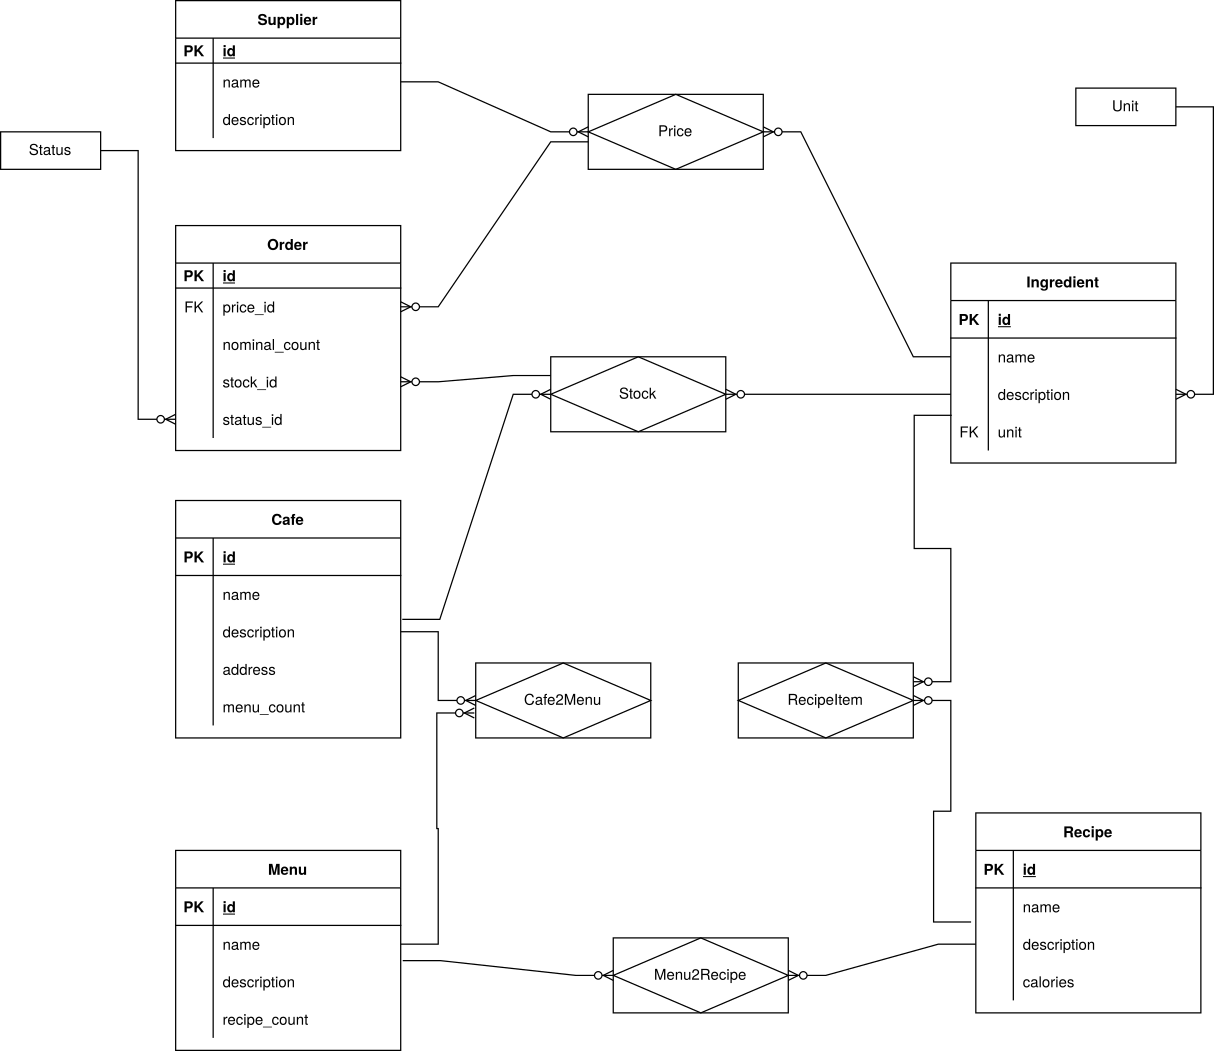 Supplier
PK id
name
description
Price
Unit
Status
Order
PK id
FK price_id
nominal_count
stock_id
status_id
Ingredient
PK id
name
description
FK unit
Stock
Cafe
PK id
name
description
address
menu_count
Cafe2Menu
RecipeItem
Menu
PK id
name
description
recipe_count
Menu2Recipe
Recipe
PK id
name
description
calories